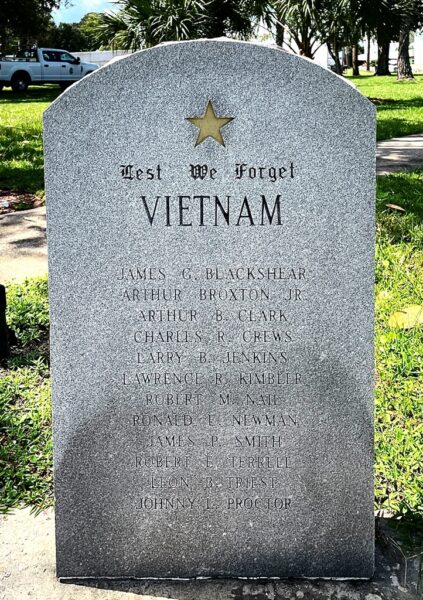 Lest We Forget
VIETNAM
JAMES G. BLACKSHEAR
ARTHUR BROXTON JR.
ARTHUR B. CLARK
CHARLES R. CREWS
LARRY B. JENKINS
LAWRENCE R. KIMBLER
ROBERT M. NAIL
RONALD E. NEWMAN
JAMES P. SMITH
ROBERT E. TERRELL
LEON B. TRIEST
JOHNNY L. PROCTOR